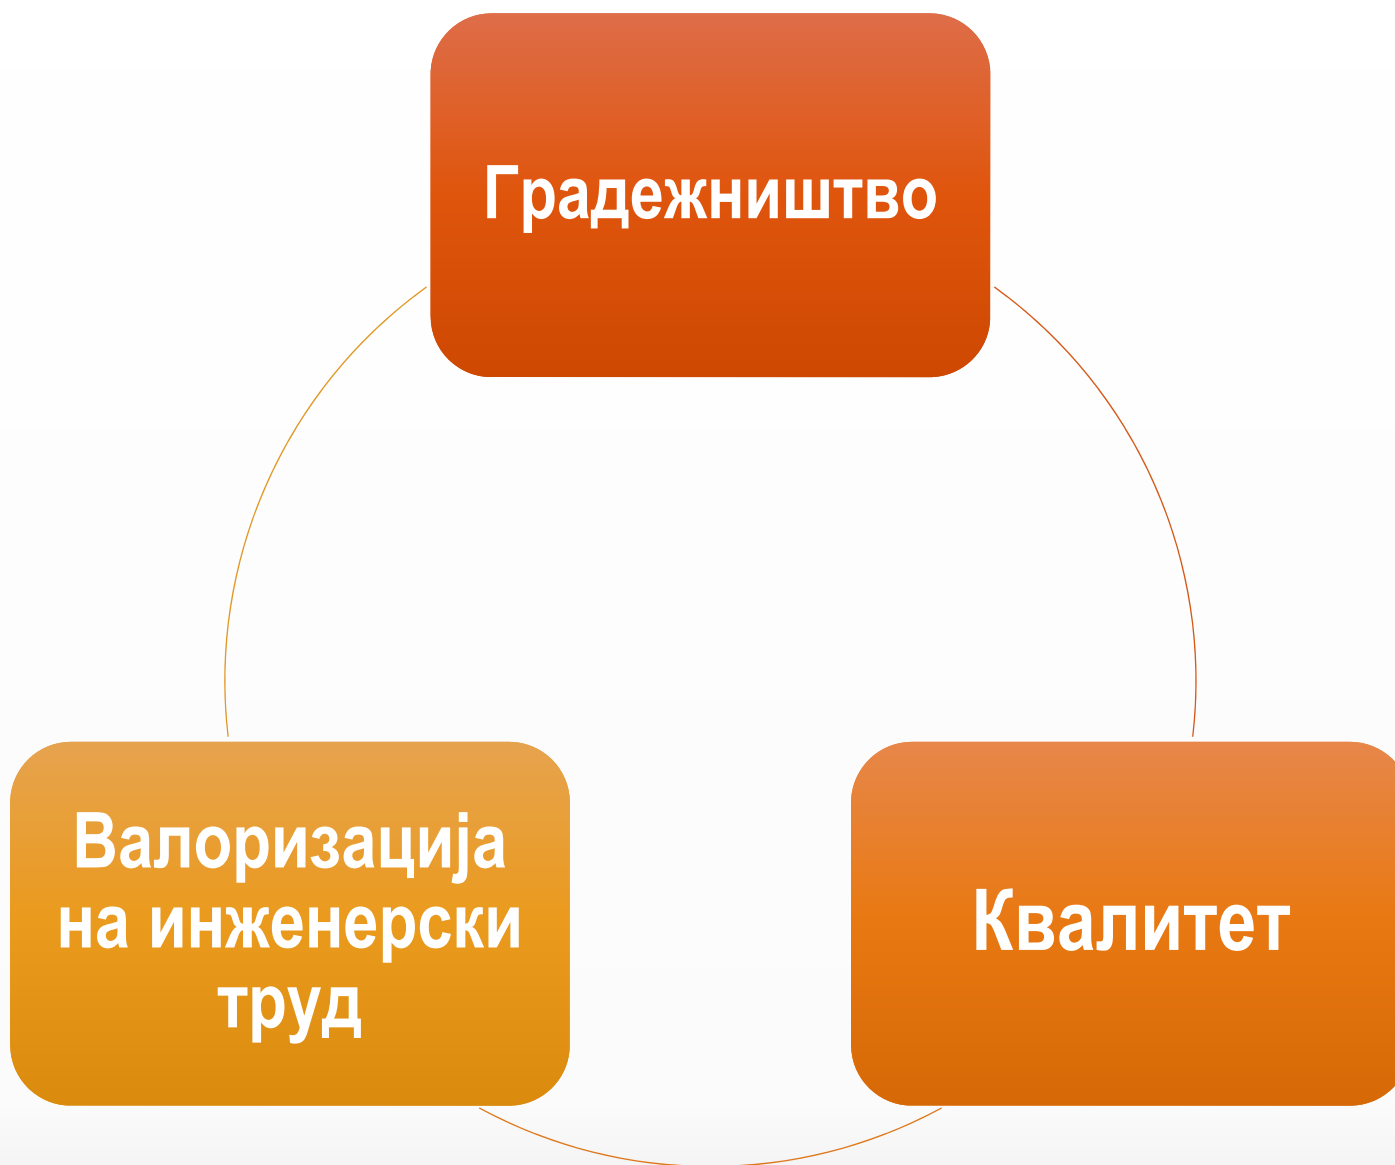 Градежништво
Валоризација
на инженерски
труд
Квалитет